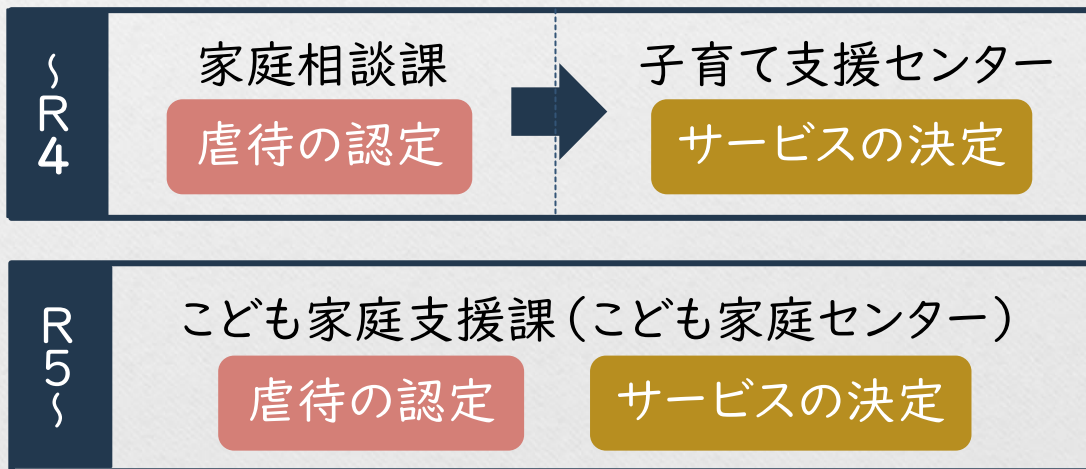 ～R4
家庭相談課
虐待の認定
子育て支援センター
サービスの決定
R5～
こども家庭支援課（こども家庭センター）
虐待の認定
サービスの決定